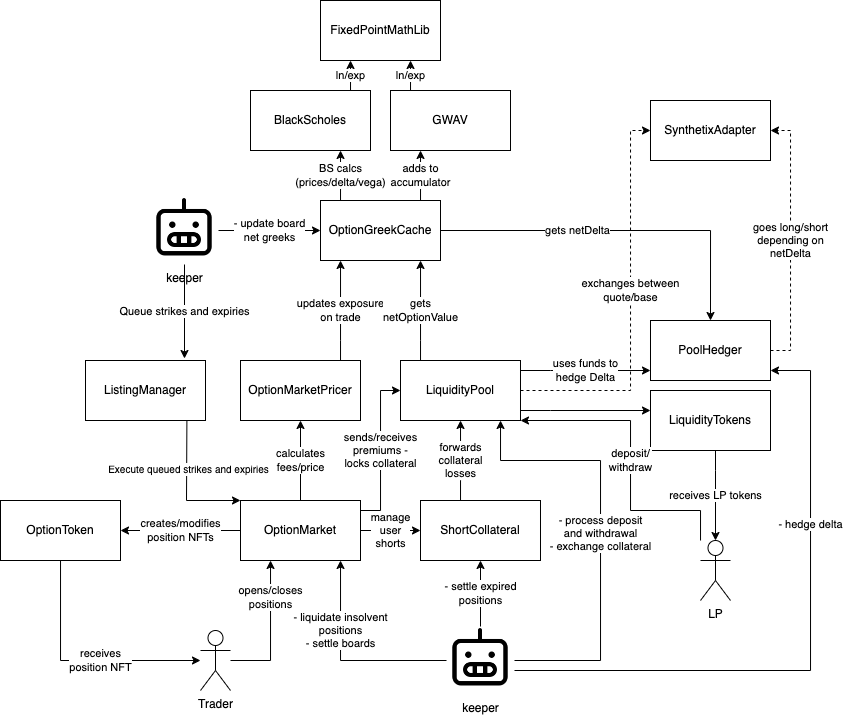 FixedPointMathLib
ln/exp
ln/exp
BlackScholes
GWAV
SynthetixAdapter
BS calcs
(prices/delta/vega)
adds to
accumulator
OptionGreekCache
- update board
net greeks
keeper
gets netDelta
goes long/short
depending on
netDelta
exchanges between
quote/base
Queue strikes and expiries
updates exposure
on trade
gets
netOptionValue
PoolHedger
ListingManager
OptionMarketPricer
LiquidityPool
uses funds to
hedge Delta
LiquidityTokens
sends/receives
premiums -
locks collateral
calculates
fees/price
forwards
collateral
losses
deposit/
withdraw
Execute queued strikes and expiries
receives LP tokens
OptionToken
creates/modifies
position NFTs
OptionMarket
manage
user
shorts
ShortCollateral
- process deposit
and withdrawal
- exchange collateral
- hedge delta
opens/closes
positions
- settle expired
positions
LP
- liquidate insolvent
positions
- settle boards
receives
position NFT
Trader
keeper